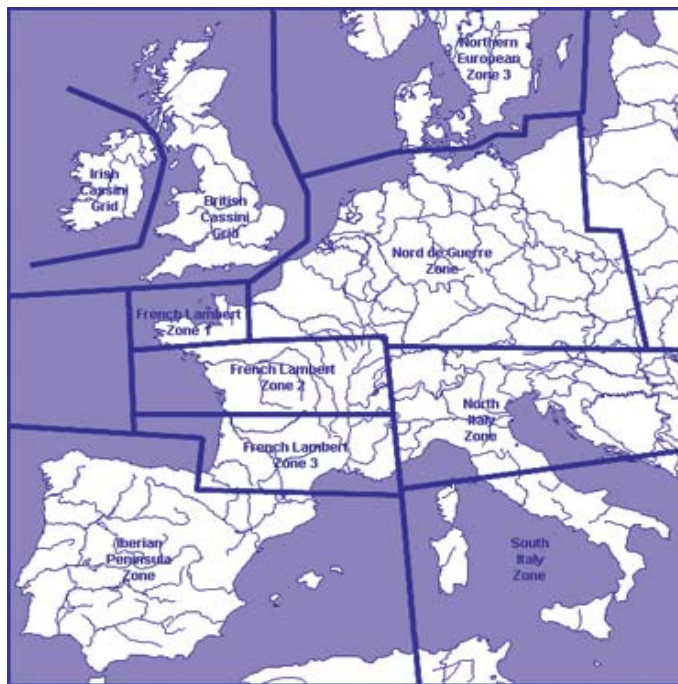 Northern
European
Zone 3
Irish
Cassini
Grid
British
Cassini
Grid
Nord de Guerre
Zone
French Lambert
Zone 1
French Lambert
Zone 2
North
Italy
Zone
French Lambert
Zone 3
Iberian
Peninsula
Zone
South
Italy
Zone